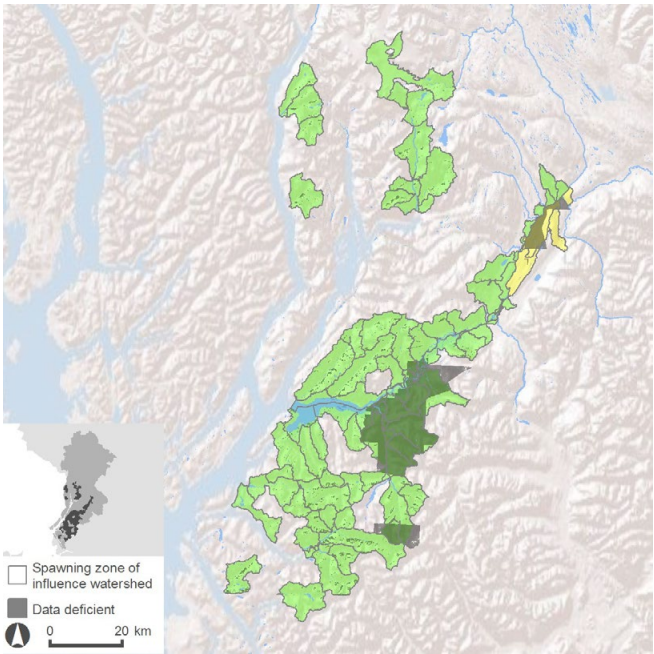 Spawning zone of
influence watershed
Data deficient
0 20 km